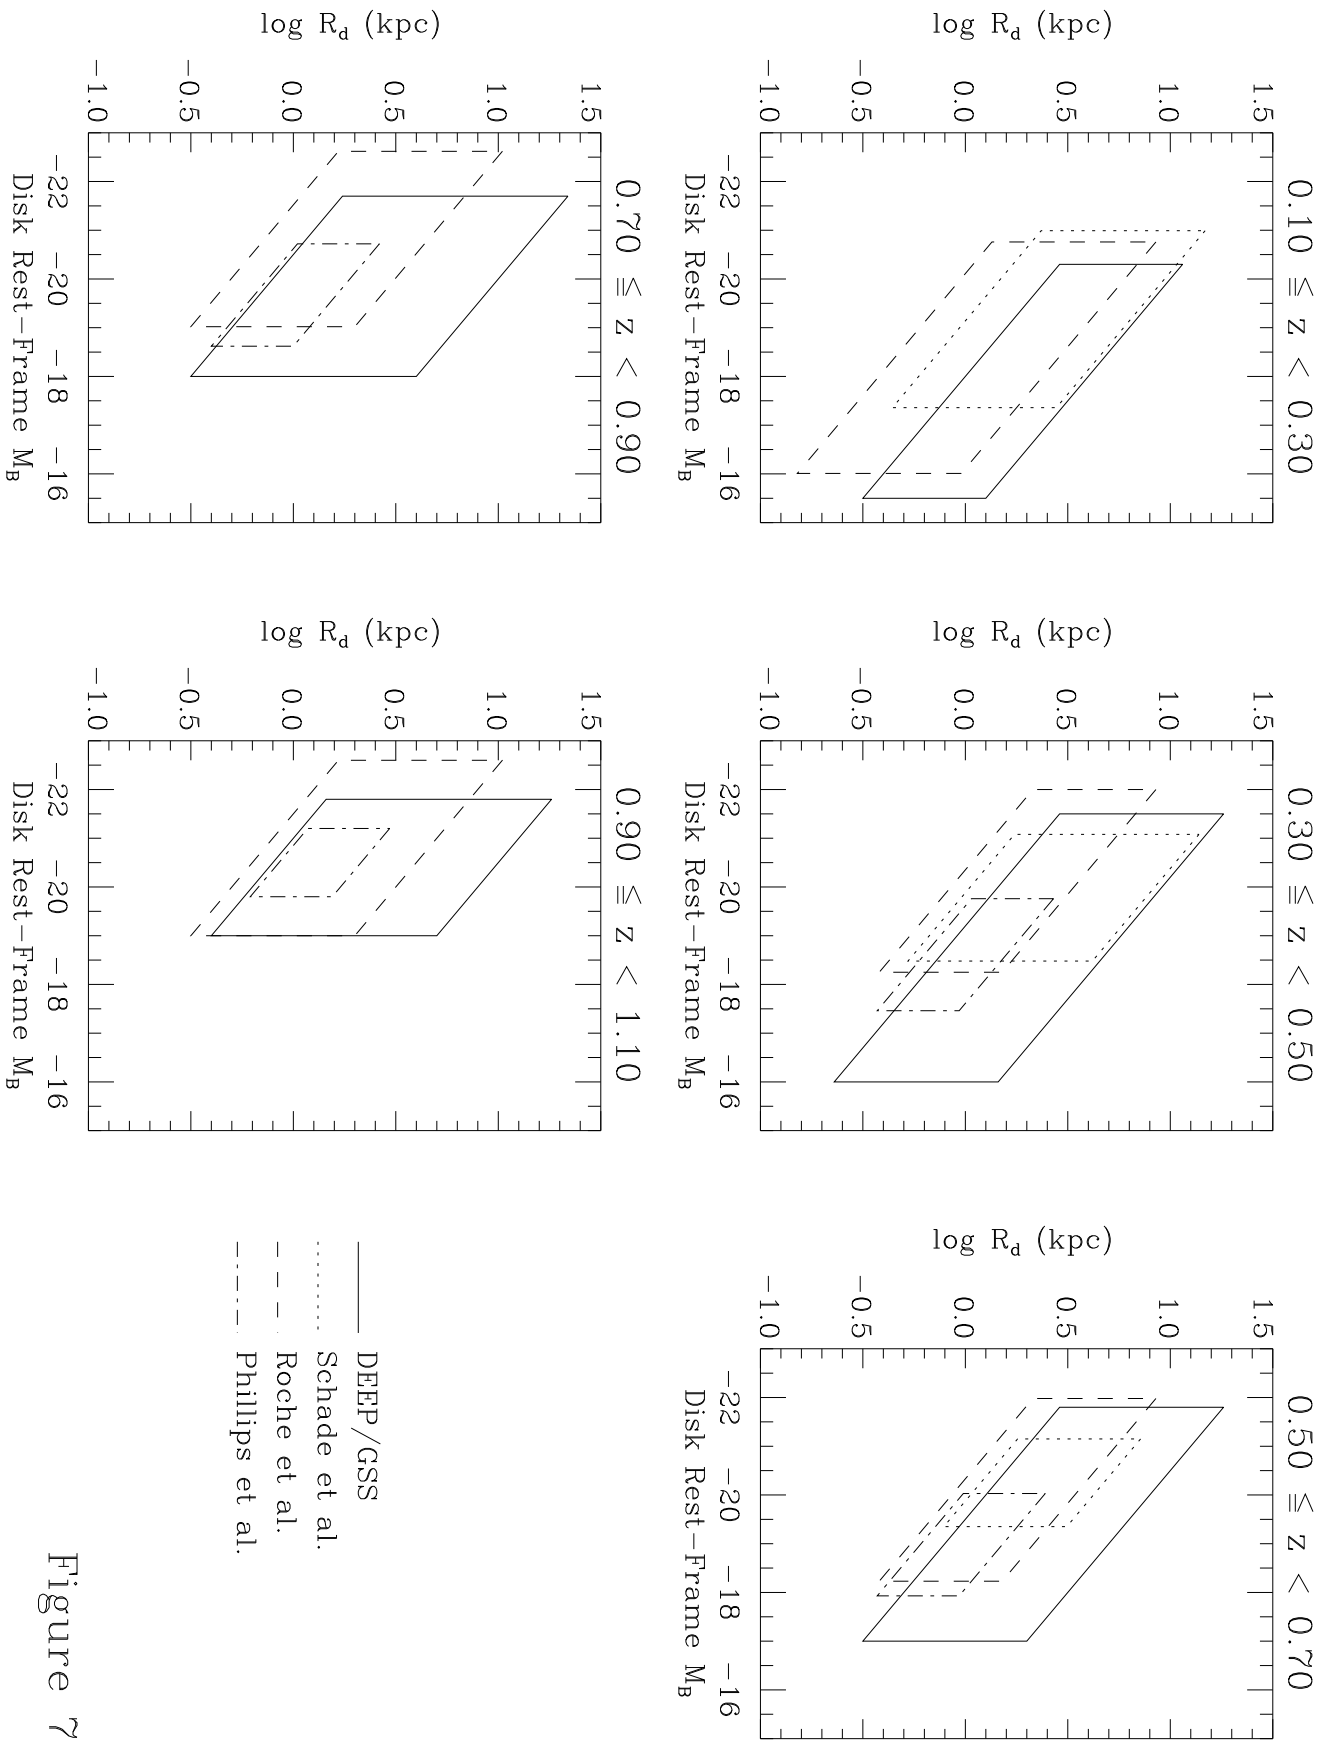 0.10 ≤ z < 0.30
log R_d (kpc)
1.5
1.0
0.5
0.0
−0.5
−1.0
−22 −20 −18 −16
Disk Rest−Frame M_B
0.30 ≤ z < 0.50
log R_d (kpc)
1.5
1.0
0.5
0.0
−0.5
−1.0
−22 −20 −18 −16
Disk Rest−Frame M_B
0.50 ≤ z < 0.70
log R_d (kpc)
1.5
1.0
0.5
0.0
−0.5
−1.0
−22 −20 −18 −16
Disk Rest−Frame M_B
0.70 ≤ z < 0.90
log R_d (kpc)
1.5
1.0
0.5
0.0
−0.5
−1.0
−22 −20 −18 −16
Disk Rest−Frame M_B
0.90 ≤ z < 1.10
log R_d (kpc)
1.5
1.0
0.5
0.0
−0.5
−1.0
−22 −20 −18 −16
Disk Rest−Frame M_B
DEEP/GSS
Schade et al.
Roche et al.
Phillips et al.
Figure 7